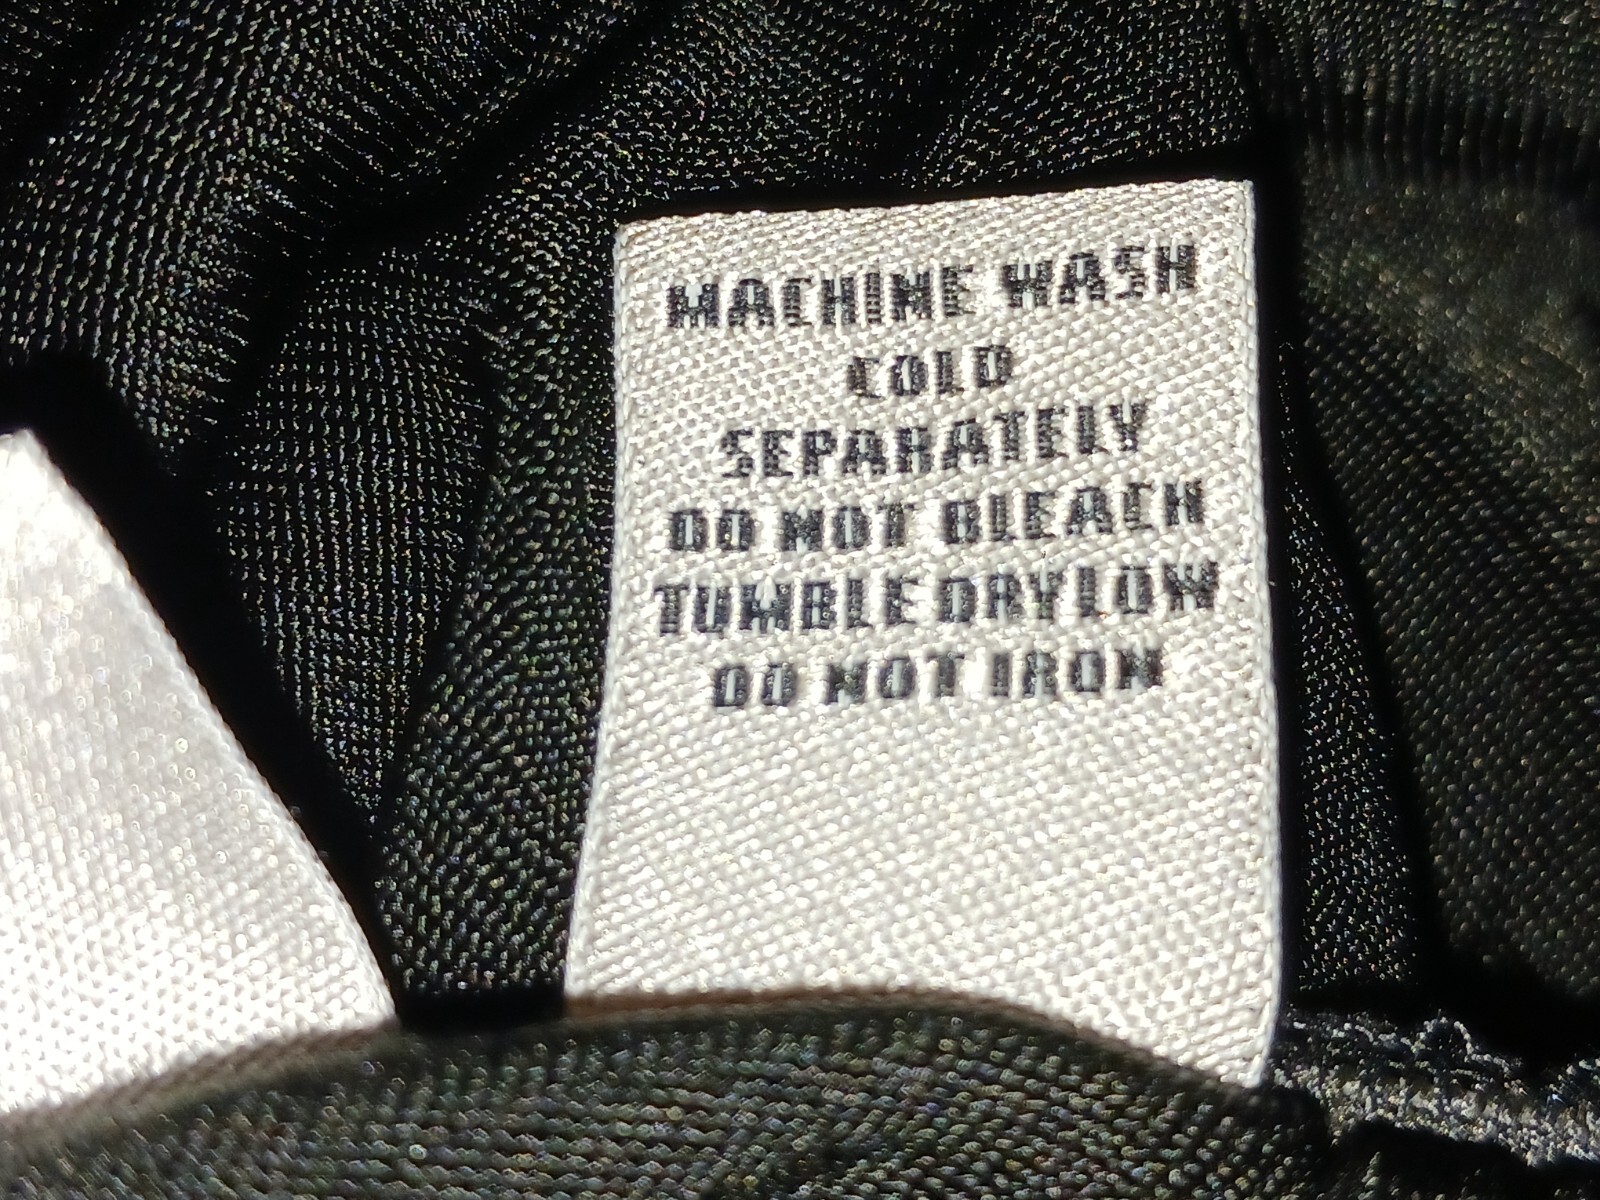 MACHINE WASH
COLD
SEPARATELY
DO NOT BLEACH
TUMBLE DRY LOW
DO NOT IRON